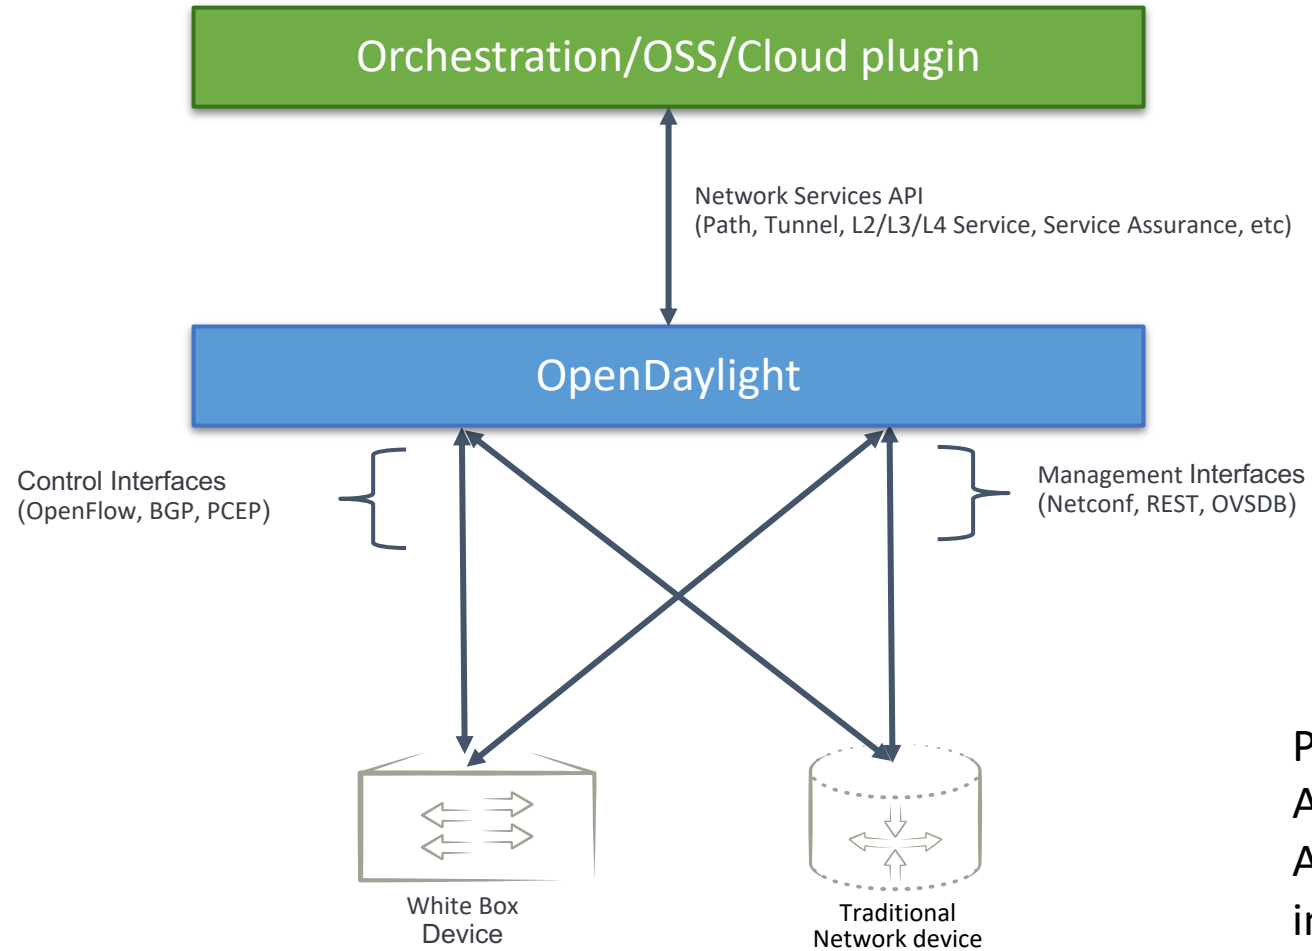 Orchestration/OSS/Cloud plugin
Network Services API
(Path, Tunnel, L2/L3/L4 Service, Service Assurance, etc)
OpenDaylight
Control Interfaces
(OpenFlow, BGP, PCEP)
Management Interfaces
(Netconf, REST, OVSDB)
White Box
Device
Traditional
Network device